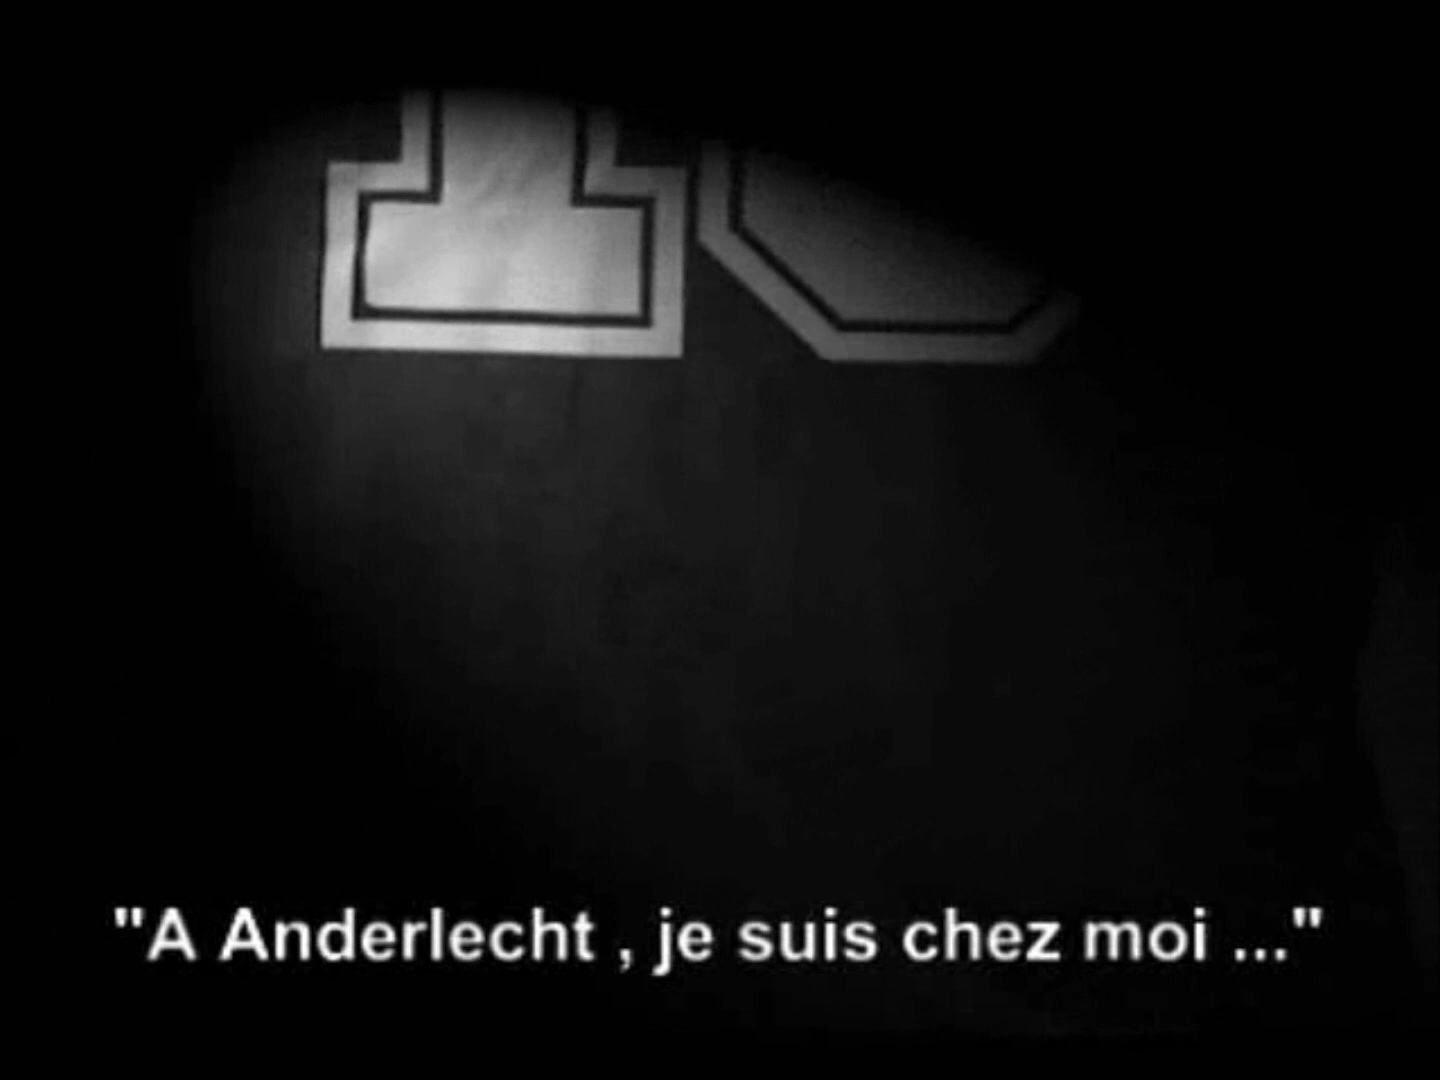 "A Anderlecht , je suis chez moi ..."